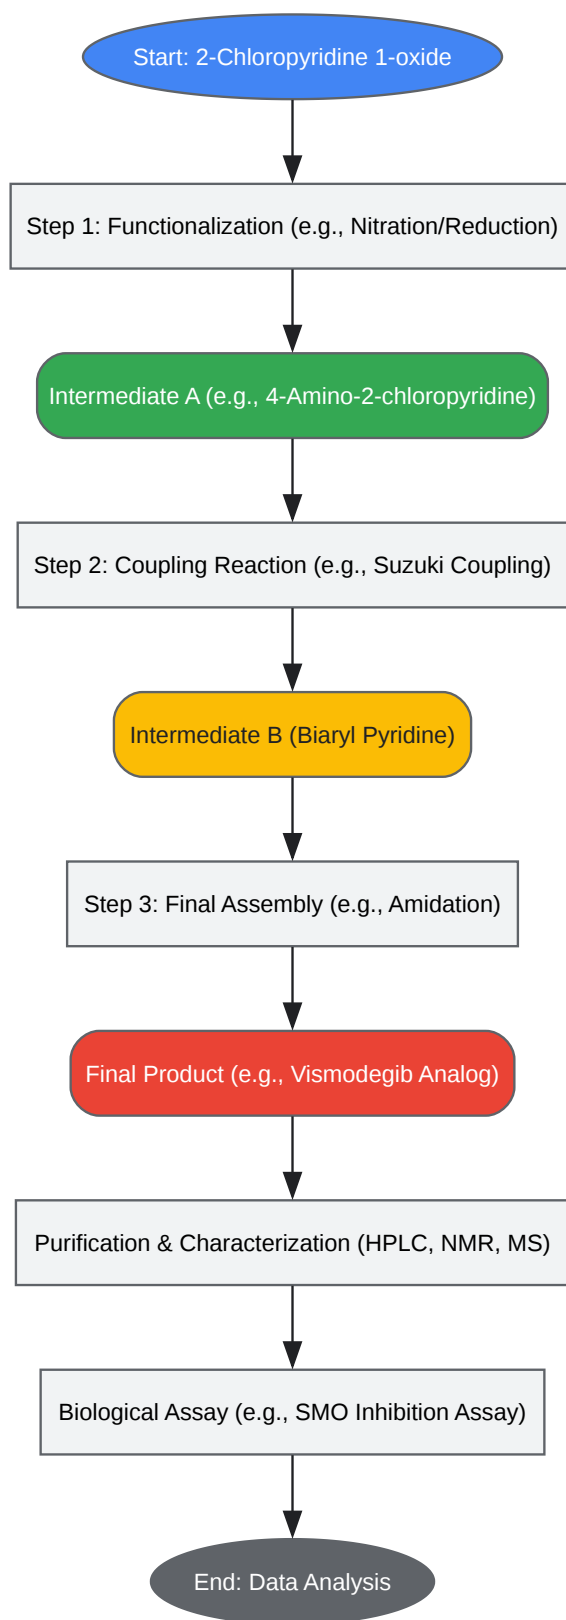 Start: 2-Chloropyridine 1-oxide
Step 1: Functionalization (e.g., Nitration/Reduction)
Intermediate A (e.g., 4-Amino-2-chloropyridine)
Step 2: Coupling Reaction (e.g., Suzuki Coupling)
Intermediate B (Biaryl Pyridine)
Step 3: Final Assembly (e.g., Amidation)
Final Product (e.g., Vismodegib Analog)
Purification & Characterization (HPLC, NMR, MS)
Biological Assay (e.g., SMO Inhibition Assay)
End: Data Analysis